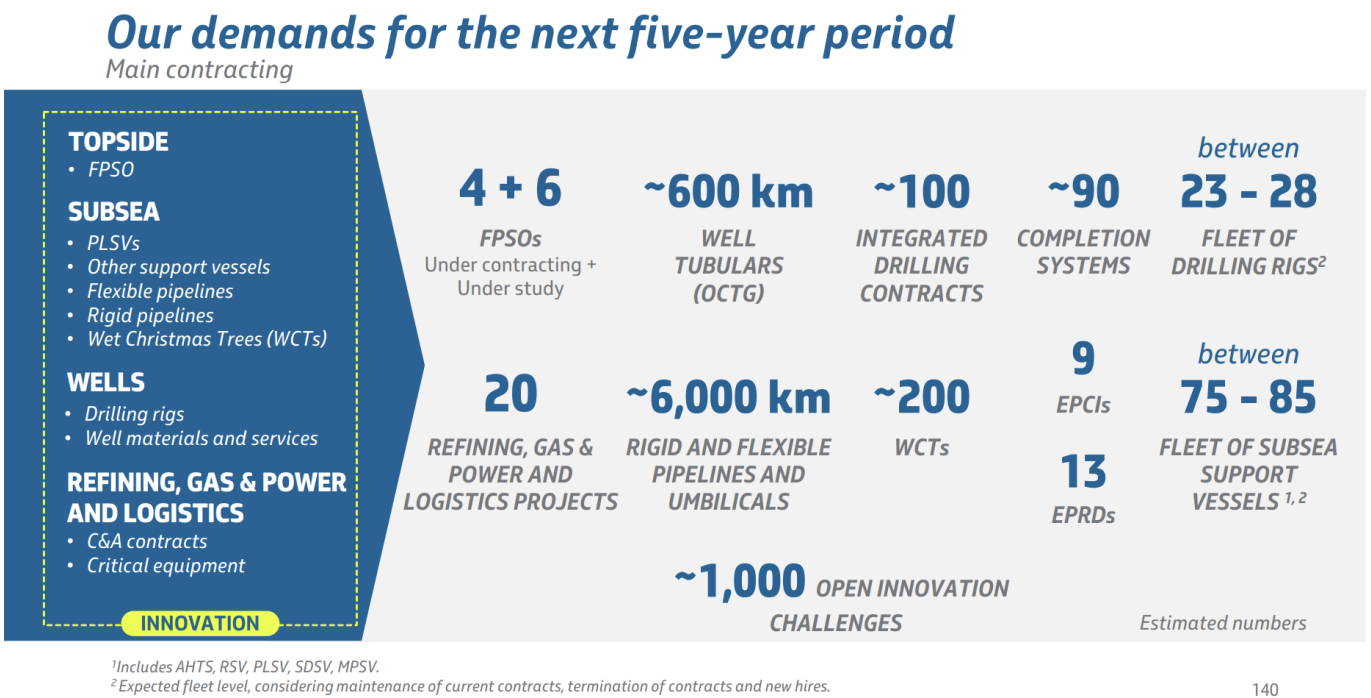 Our demands for the next five-year period
Main contracting
TOPSIDE
• FPSO
SUBSEA
• PLSVs
• Other support vessels
• Flexible pipelines
• Rigid pipelines
• Wet Christmas Trees (WCTs)
WELLS
• Drilling rigs
• Well materials and services
REFINING, GAS & POWER
AND LOGISTICS
• C&A contracts
• Critical equipment
INNOVATION
4 + 6
FPSOs
Under contracting +
Under study
~600 km
WELL
TUBULARS
(OCTG)
~100
INTEGRATED
DRILLING
CONTRACTS
~90
COMPLETION
SYSTEMS
between
23 - 28
FLEET OF
DRILLING RIGS²
20
REFINING, GAS &
POWER AND
LOGISTICS PROJECTS
~6,000 km
RIGID AND FLEXIBLE
PIPELINES AND
UMBILICALS
~200
WCTs
9
EPCIs
13
EPRDs
between
75 - 85
FLEET OF SUBSEA
SUPPORT
VESSELS ¹, ²
~1,000 OPEN INNOVATION
CHALLENGES
Estimated numbers
¹Includes AHTS, RSV, PLSV, SDSV, MPSV.
² Expected fleet level, considering maintenance of current contracts, termination of contracts and new hires.
140